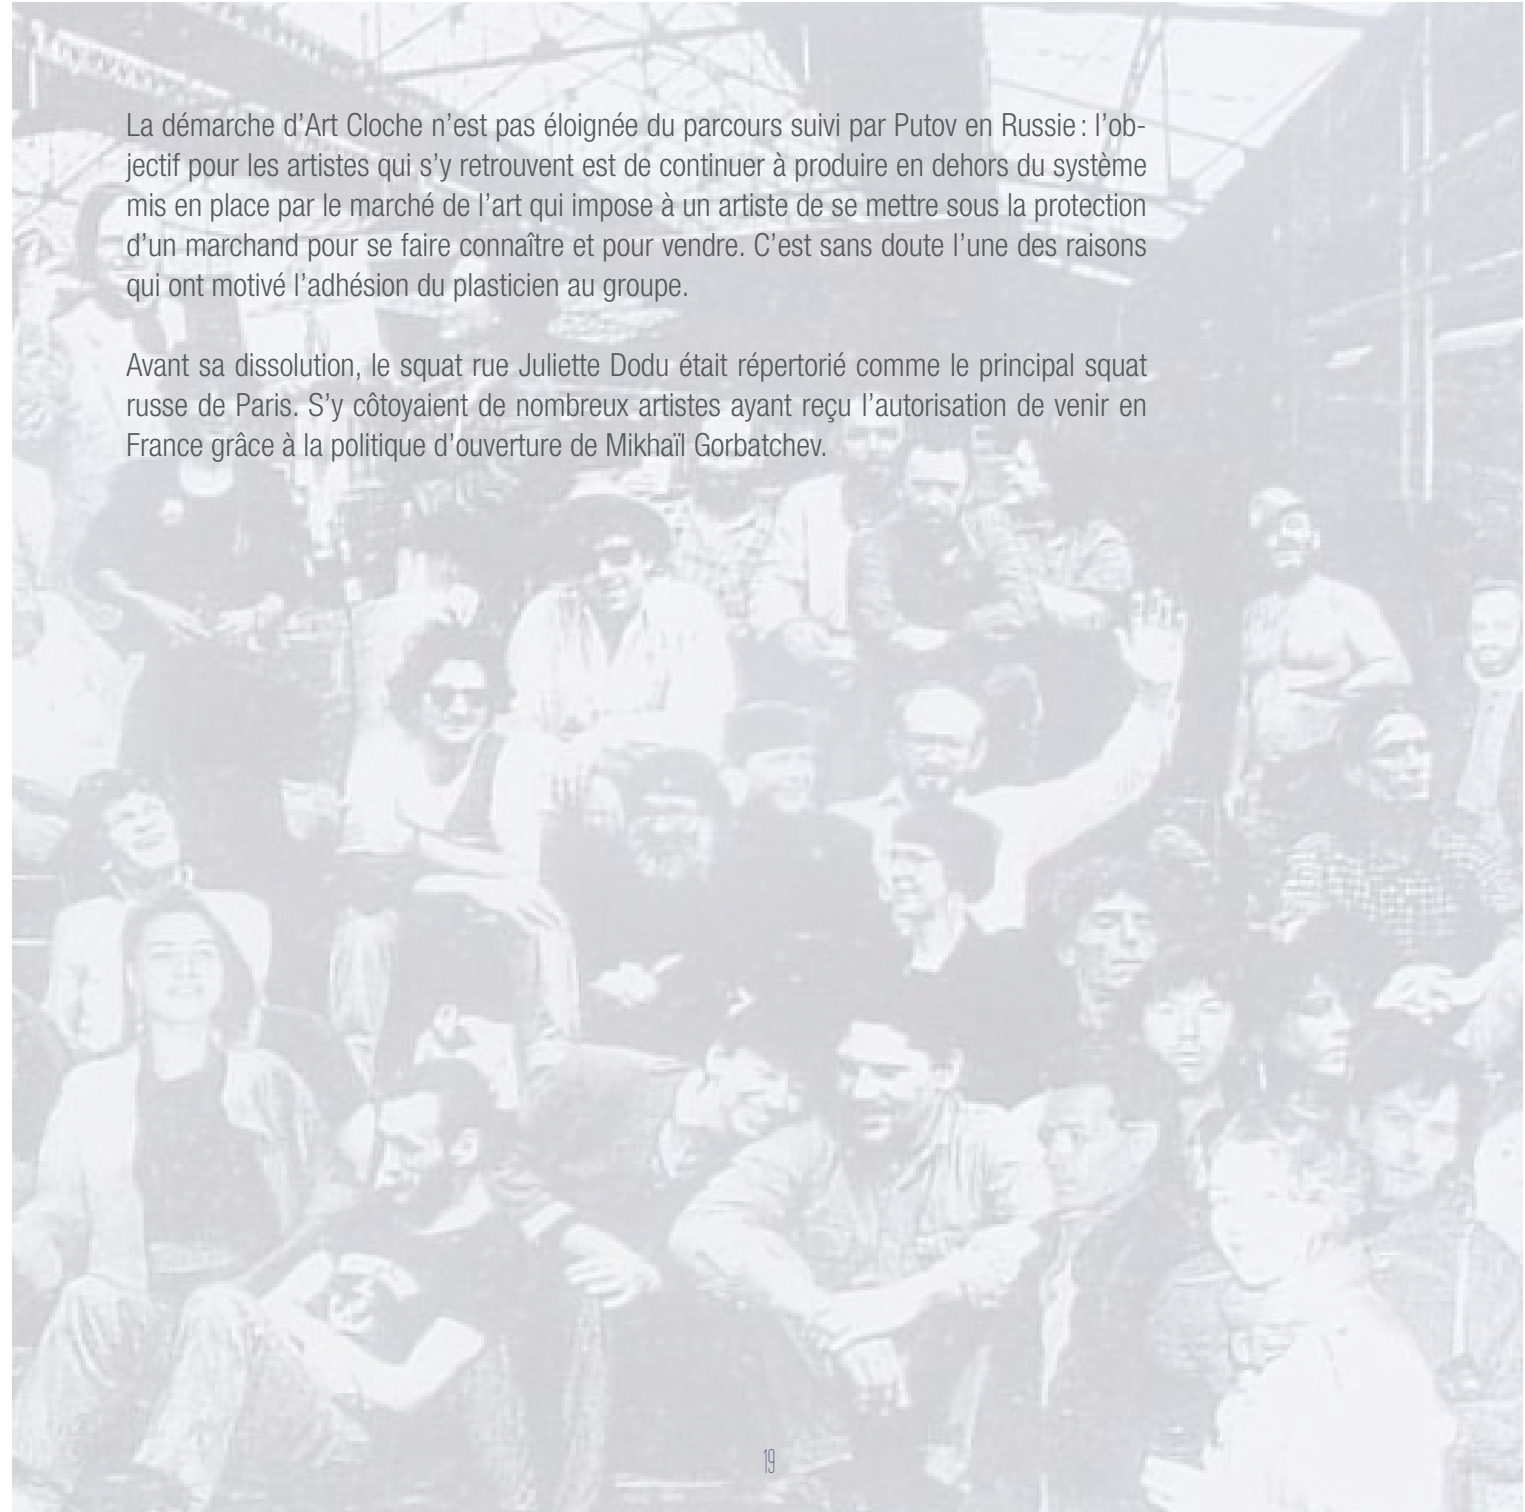 La démarche d’Art Cloche n’est pas éloignée du parcours suivi par Putov en Russie : l’ob-
jectif pour les artistes qui s’y retrouvent est de continuer à produire en dehors du système
mis en place par le marché de l’art qui impose à un artiste de se mettre sous la protection
d’un marchand pour se faire connaître et pour vendre. C’est sans doute l’une des raisons
qui ont motivé l’adhésion du plasticien au groupe.
Avant sa dissolution, le squat rue Juliette Dodu était répertorié comme le principal squat
russe de Paris. S’y côtoyaient de nombreux artistes ayant reçu l’autorisation de venir en
France grâce à la politique d’ouverture de Mikhaïl Gorbatchev.
19